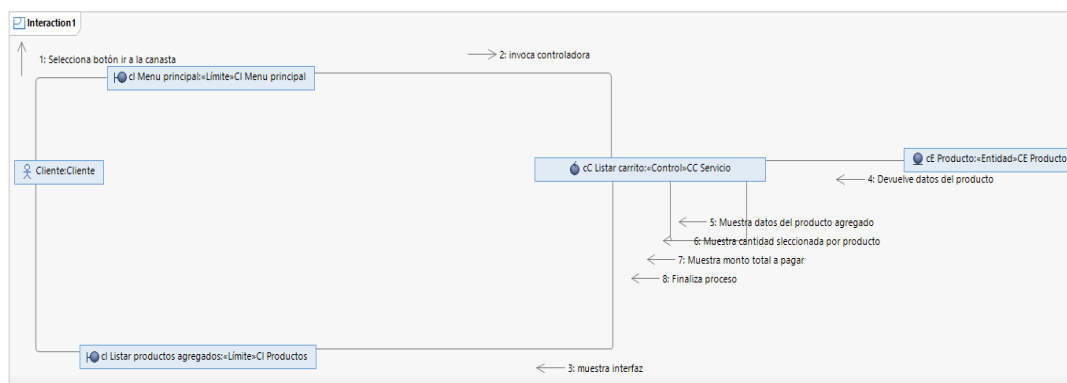 Interaction1
1: Selecciona botón ir a la canasta
2: invoca controladora
cI Menu principal:«Límite»CI Menu principal
Cliente:Cliente
cC Listar carrito:«Control»CC Servicio
cE Producto:«Entidad»CE Producto
4: Devuelve datos del producto
5: Muestra datos del producto agregado
6: Muestra cantidad sleccionada por producto
7: Muestra monto total a pagar
8: Finaliza proceso
cI Listar productos agregados:«Límite»CI Productos
3: muestra interfaz